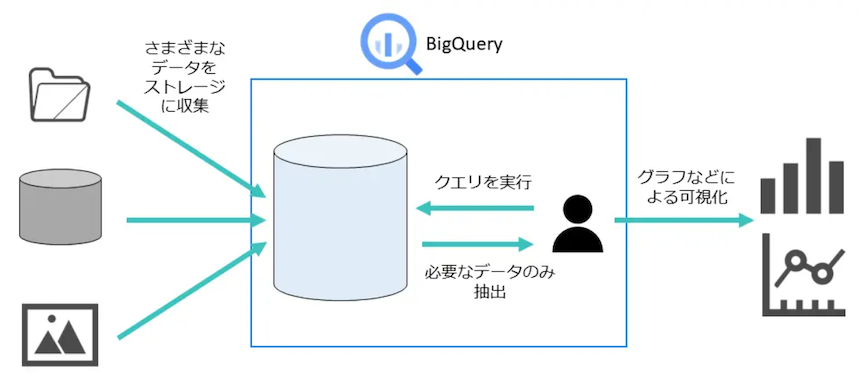 BigQuery
さまざまな
データを
ストレージ
に収集
クエリを実行
必要なデータのみ
抽出
グラフなどに
よる可視化